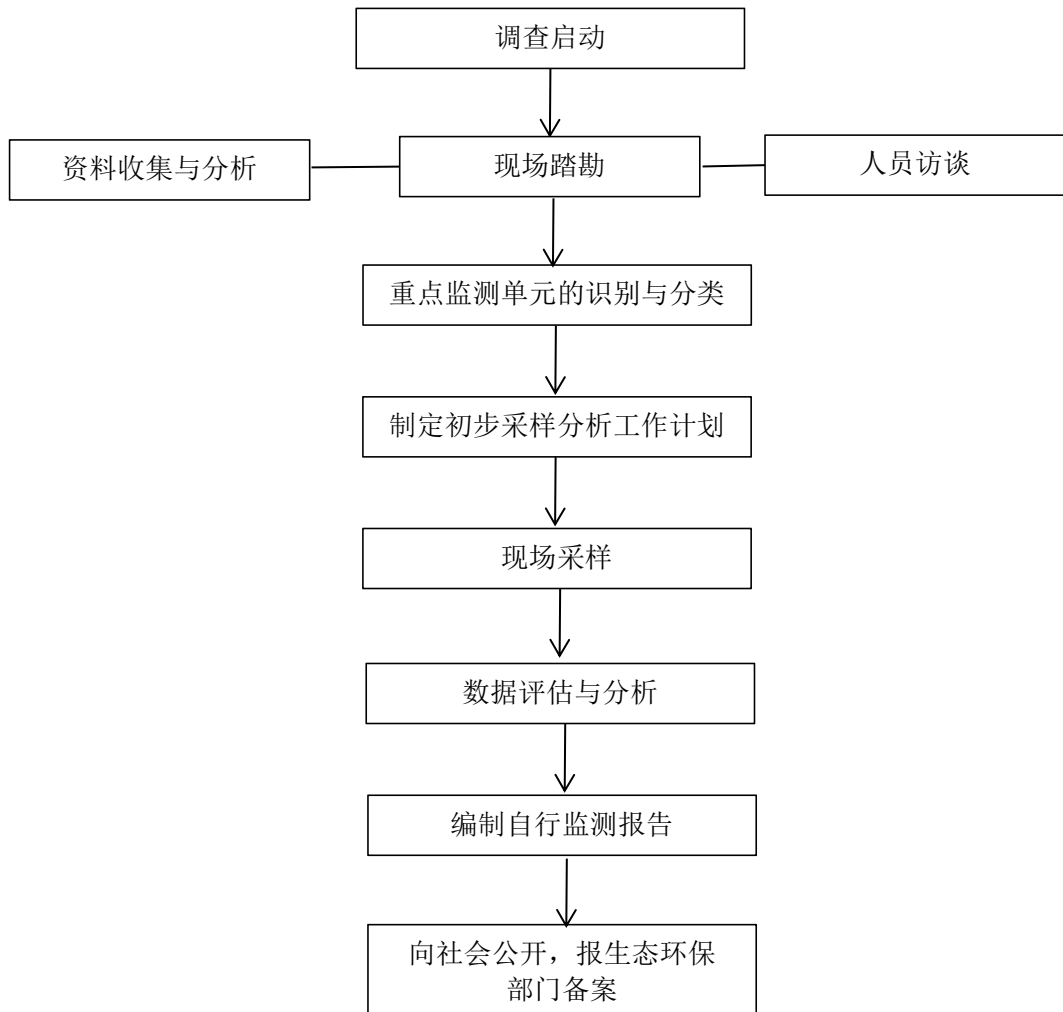 调查启动
资料收集与分析
现场踏勘
人员访谈
重点监测单元的识别与分类
制定初步采样分析工作计划
现场采样
数据评估与分析
编制自行监测报告
向社会公开，报生态环保
部门备案